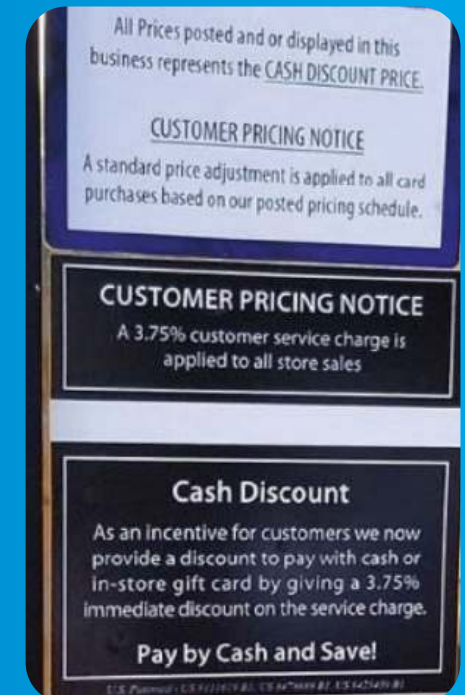 All Prices posted and or displayed in this
business represents the CASH DISCOUNT PRICE.
CUSTOMER PRICING NOTICE
A standard price adjustment is applied to all card
purchases based on our posted pricing schedule.
CUSTOMER PRICING NOTICE
A 3.75% customer service charge is
applied to all store sales
Cash Discount
As an incentive for customers we now
provide a discount to pay with cash or
in-store gift card by giving a 3.75%
immediate discount on the service charge.
Pay by Cash and Save!